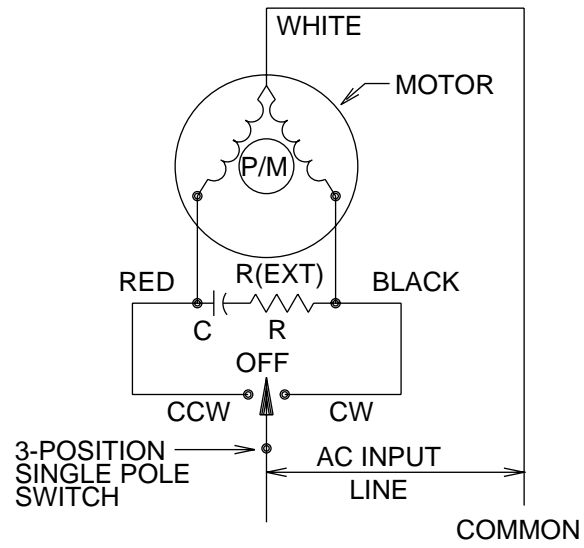 WHITE
MOTOR
P/M
RED
R(EXT)
BLACK
C
R
OFF
CCW
CW
3-POSITION
SINGLE POLE
SWITCH
AC INPUT
LINE
COMMON